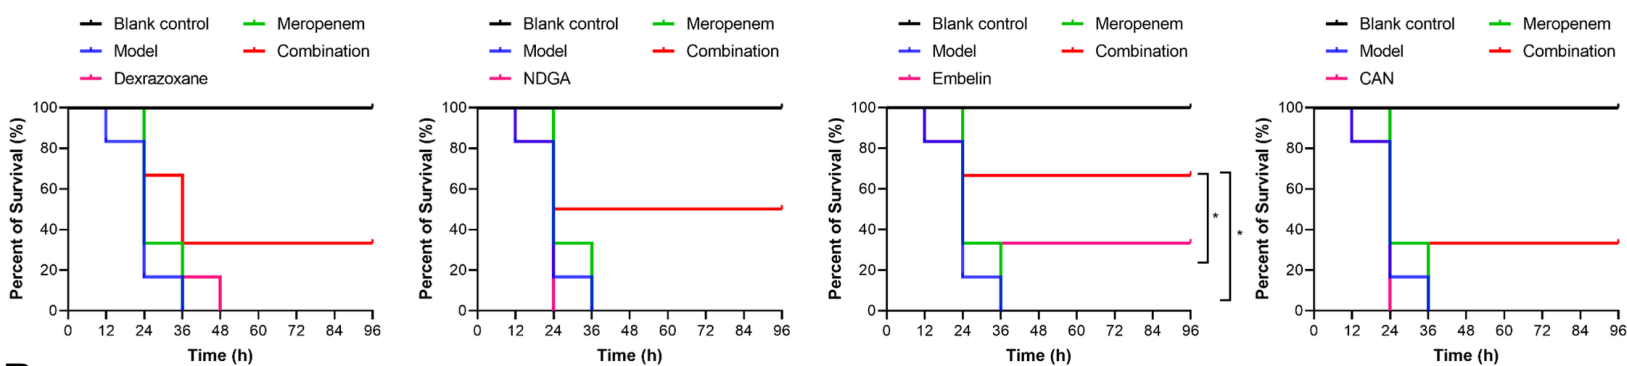 Blank control Meropenem
Model Combination
Dexrazoxane
Percent of Survival (%)
100
80
60
40
20
0
0 12 24 36 48 60 72 84 96
Time (h)
Blank control Meropenem
Model Combination
NDGA
Percent of Survival (%)
100
80
60
40
20
0
0 12 24 36 48 60 72 84 96
Time (h)
Blank control Meropenem
Model Combination
Embelin
Percent of Survival (%)
100
80
60
40
20
0
0 12 24 36 48 60 72 84 96
Time (h)
*
*
Blank control Meropenem
Model Combination
CAN
Percent of Survival (%)
100
80
60
40
20
0
0 12 24 36 48 60 72 84 96
Time (h)